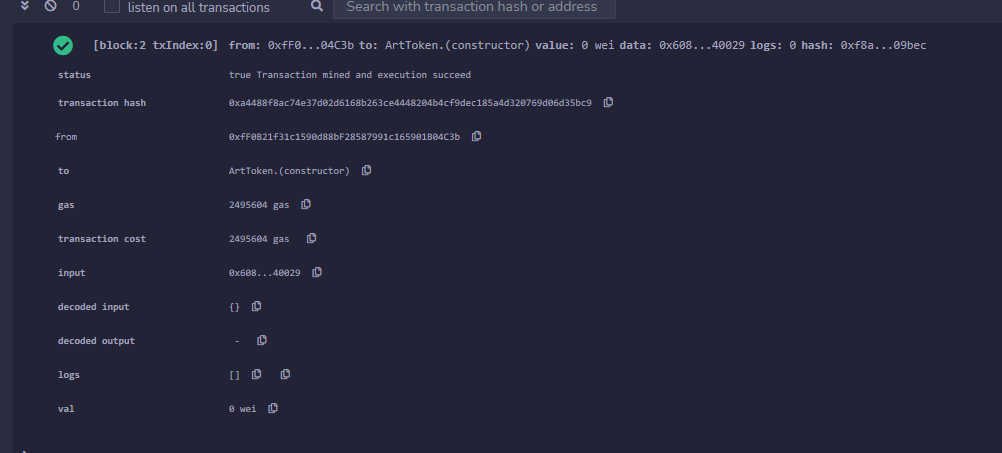 0 listen on all transactions Search with transaction hash or address
[block:2 txIndex:0] from: 0xfF0...04C3b to: ArtToken.(constructor) value: 0 wei data: 0x608...40029 logs: 0 hash: 0xf8a...09bec
status true Transaction mined and execution succeed
transaction hash 0xa4488f8ac74e37d02d6168b263ce4448204b4cf9dec185a4d320769d06d35bc9
from 0xfF0B21f31c1590d88bF28587991c165901B04C3b
to ArtToken.(constructor)
gas 2495604 gas
transaction cost 2495604 gas
input 0x608...40029
decoded input {}
decoded output -
logs []
val 0 wei